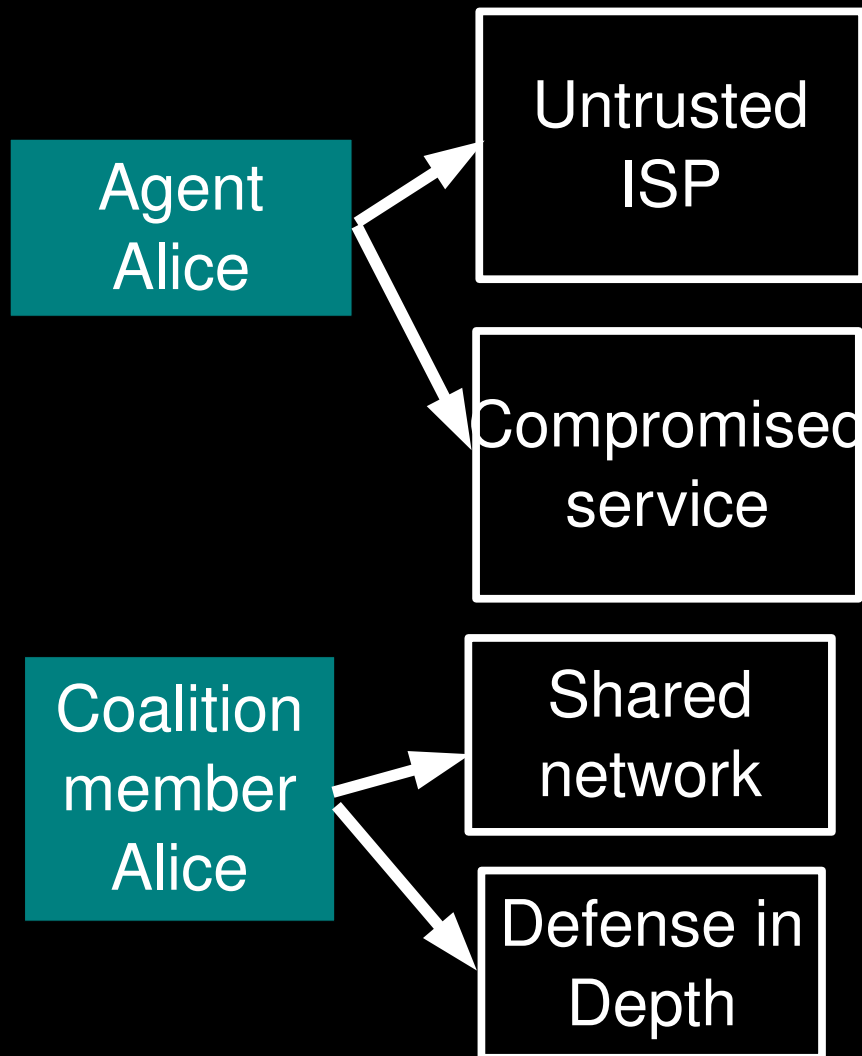 Agent
Alice
Untrusted
ISP
Compromised
service
Coalition
member
Alice
Shared
network
Defense in
Depth